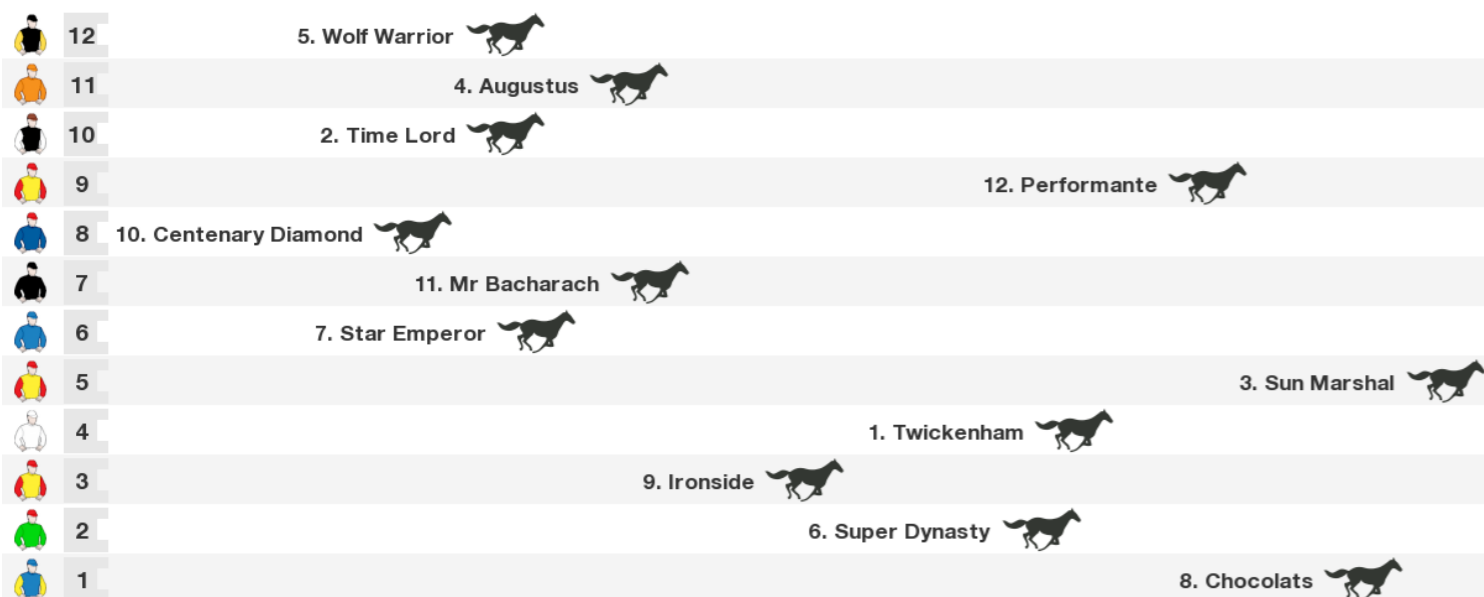 12 5. Wolf Warrior
11 4. Augustus
10 2. Time Lord
9 12. Performante
8 10. Centenary Diamond
7 11. Mr Bacharach
6 7. Star Emperor
5 3. Sun Marshal
4 1. Twickenham
3 9. Ironside
2 6. Super Dynasty
1 8. Chocolats